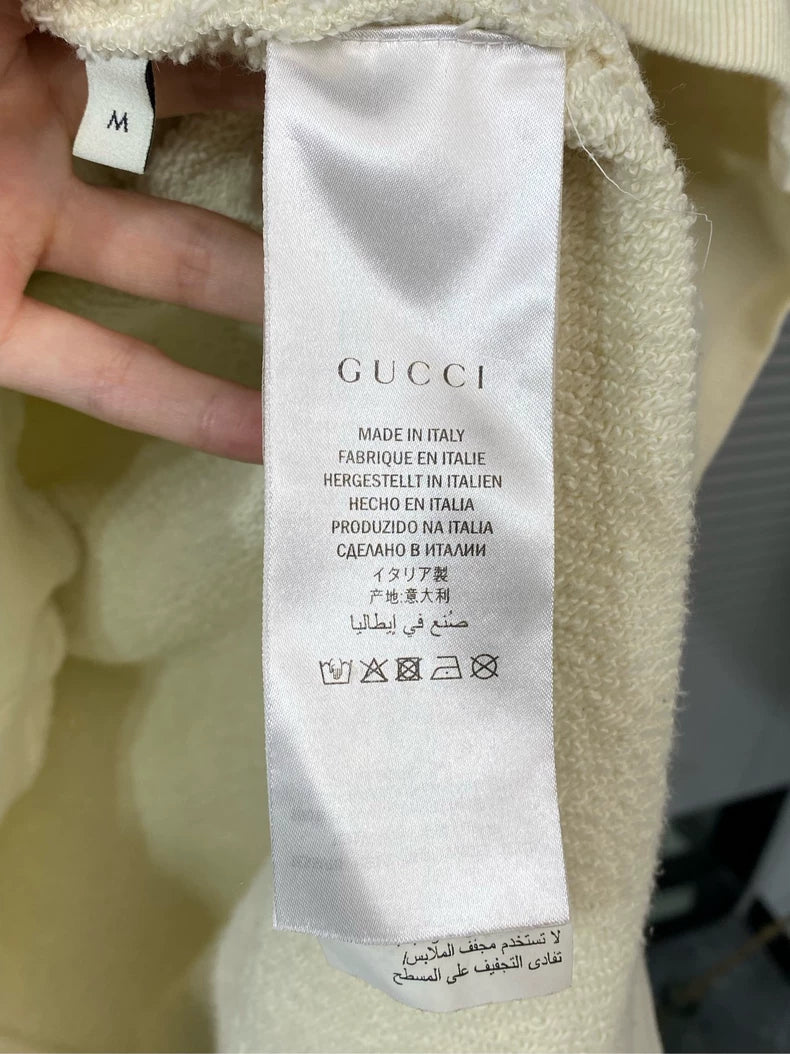 M
GUCCI
MADE IN ITALY
FABRIQUE EN ITALIE
HERGESTELLT IN ITALIEN
HECHO EN ITALIA
PRODUZIDO NA ITALIA
СДЕЛАНО В ИТАЛИИ
イタリア製
产地:意大利
صُنع في إيطاليا
لا تستخدم مجفف الملابس/
تفادى التجفيف على المسطح